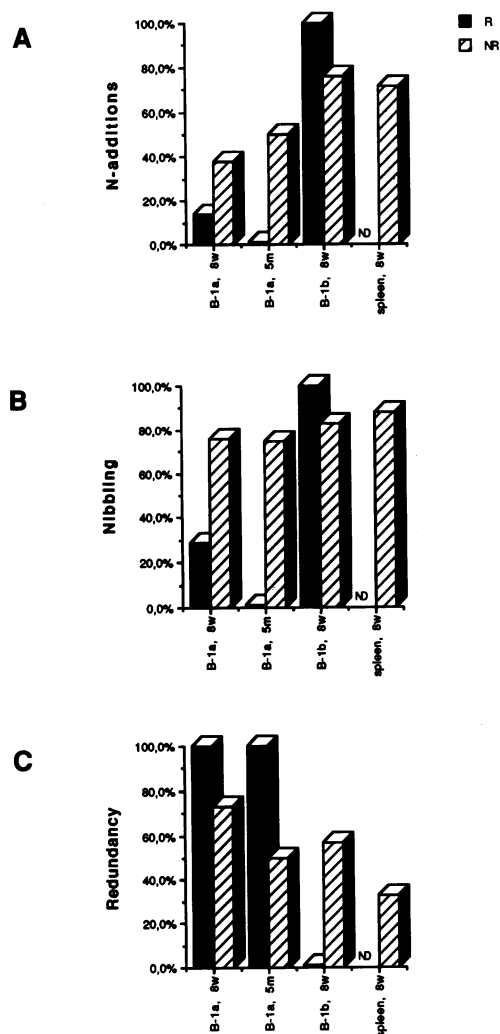 A
R
NR
N-additions
100,0%
80,0%
60,0%
40,0%
20,0%
0,0%
ND
B-1a, 8w
B-1a, 5m
B-1b, 8w
spleen, 8w
B
Nibbling
100,0%
80,0%
60,0%
40,0%
20,0%
0,0%
ND
B-1a, 8w
B-1a, 5m
B-1b, 8w
spleen, 8w
C
Redundancy
100,0%
80,0%
60,0%
40,0%
20,0%
0,0%
ND
B-1a, 8w
B-1a, 5m
B-1b, 8w
spleen, 8w